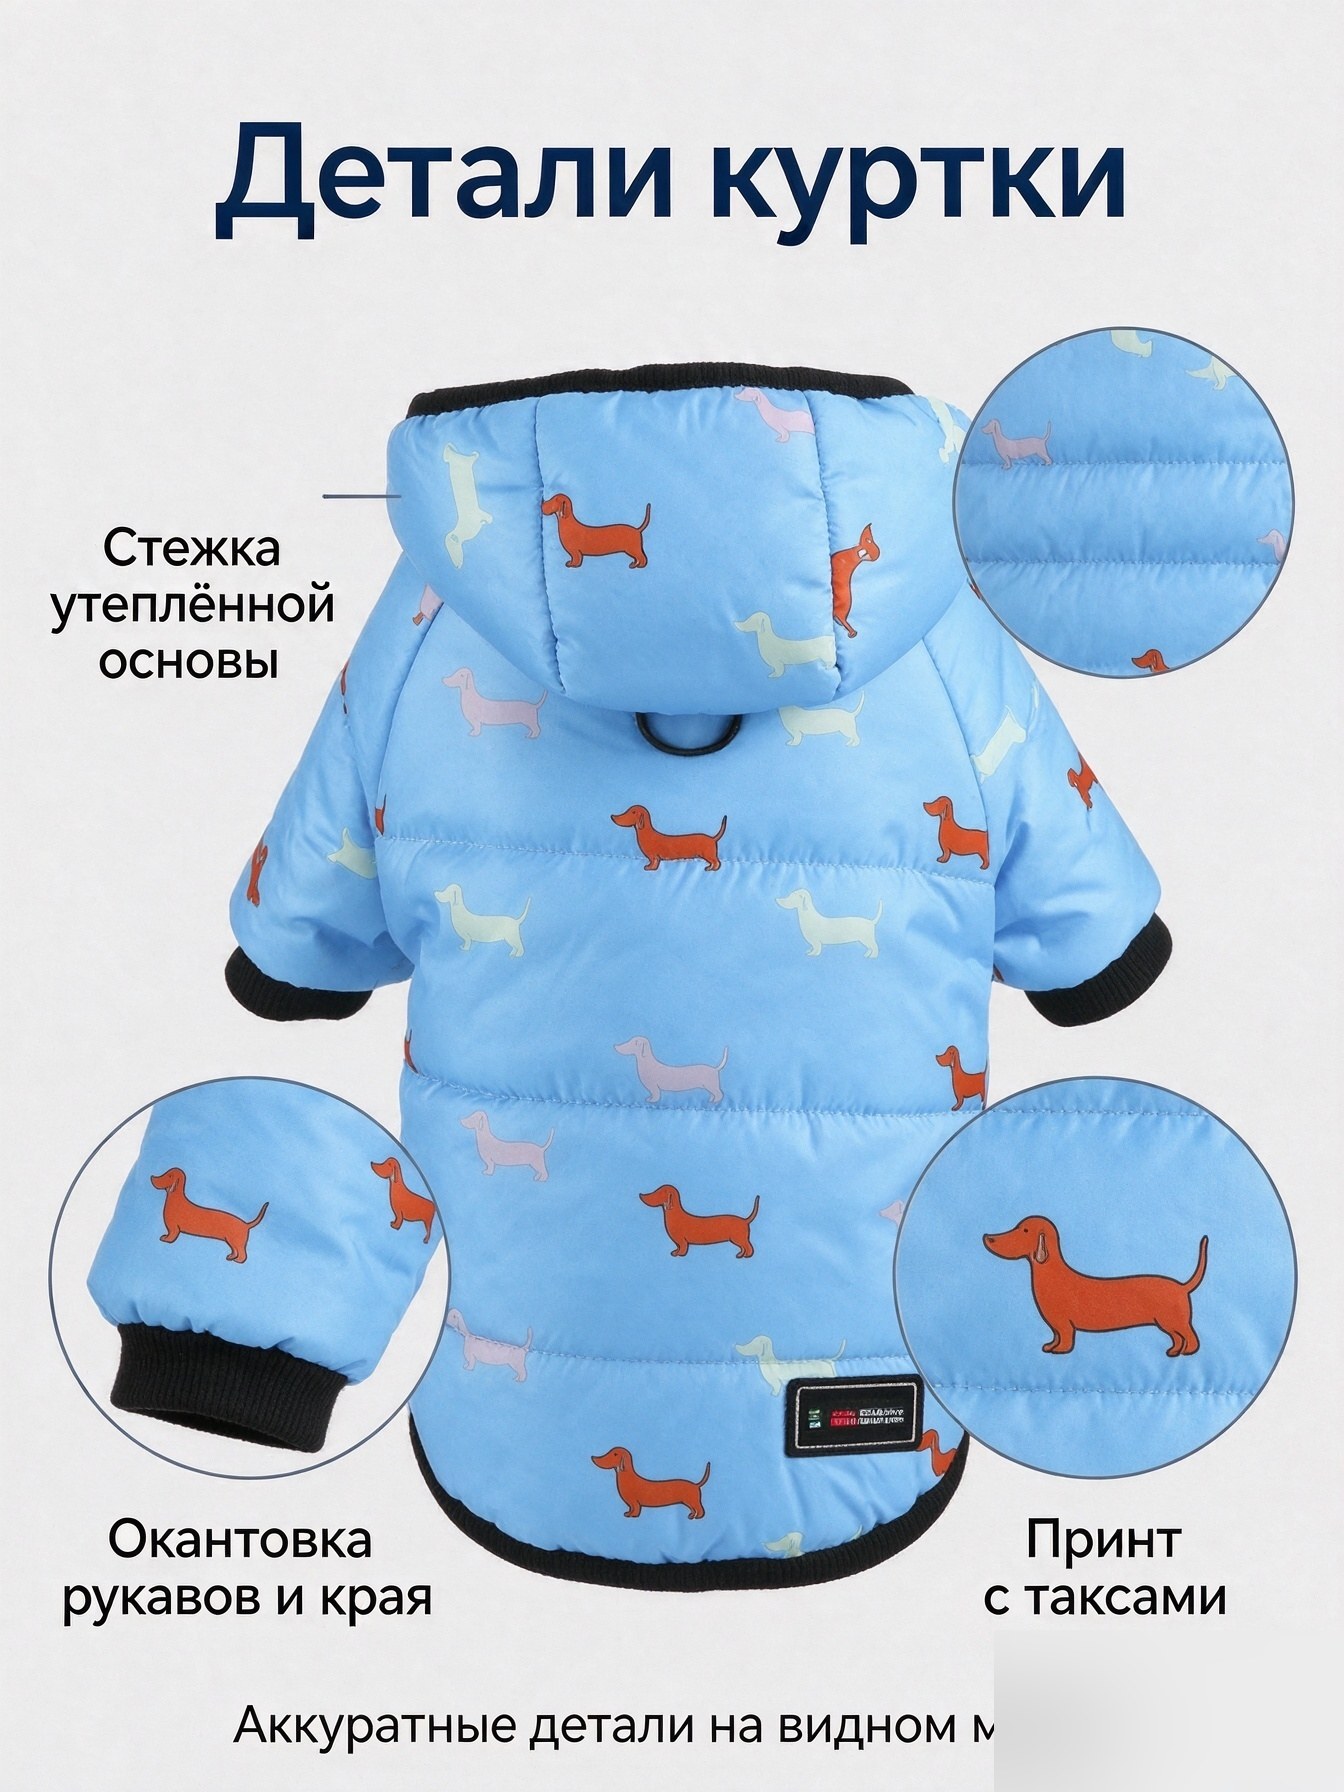 Детали куртки
Стежка
утеплённой
основы
Окантовка
рукавов и края
Принт
с таксами
Аккуратные детали на видном